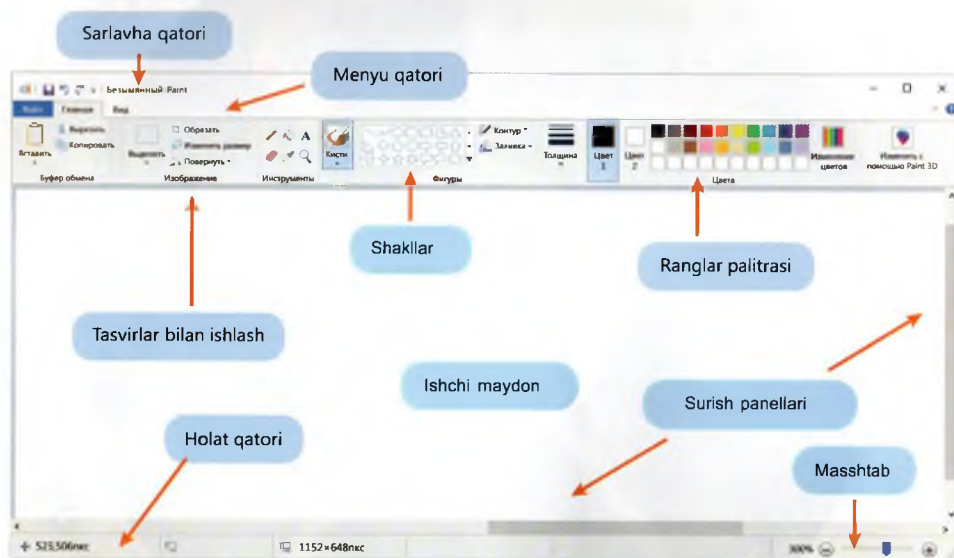 Sarlavha qatori
Menyu qatori
Безымянный - Paint
Файл Главная Вид
Вставить
Вырезать
Копировать
Буфер обмена
Выделить
Обрезать
Изменить размер
Повернуть
Изображение
A
Инструменты
Кисти
Фигуры
Контур
Заливка
Толщина
Цвет 1
Цвет 2
Цвета
Изменение цветов
Изменить с помощью Paint 3D
Shakllar
Ranglar palitrasi
Tasvirlar bilan ishlash
Ishchi maydon
Surish panellari
Holat qatori
Masshtab
523,506пкс
1152×648пкс
300%